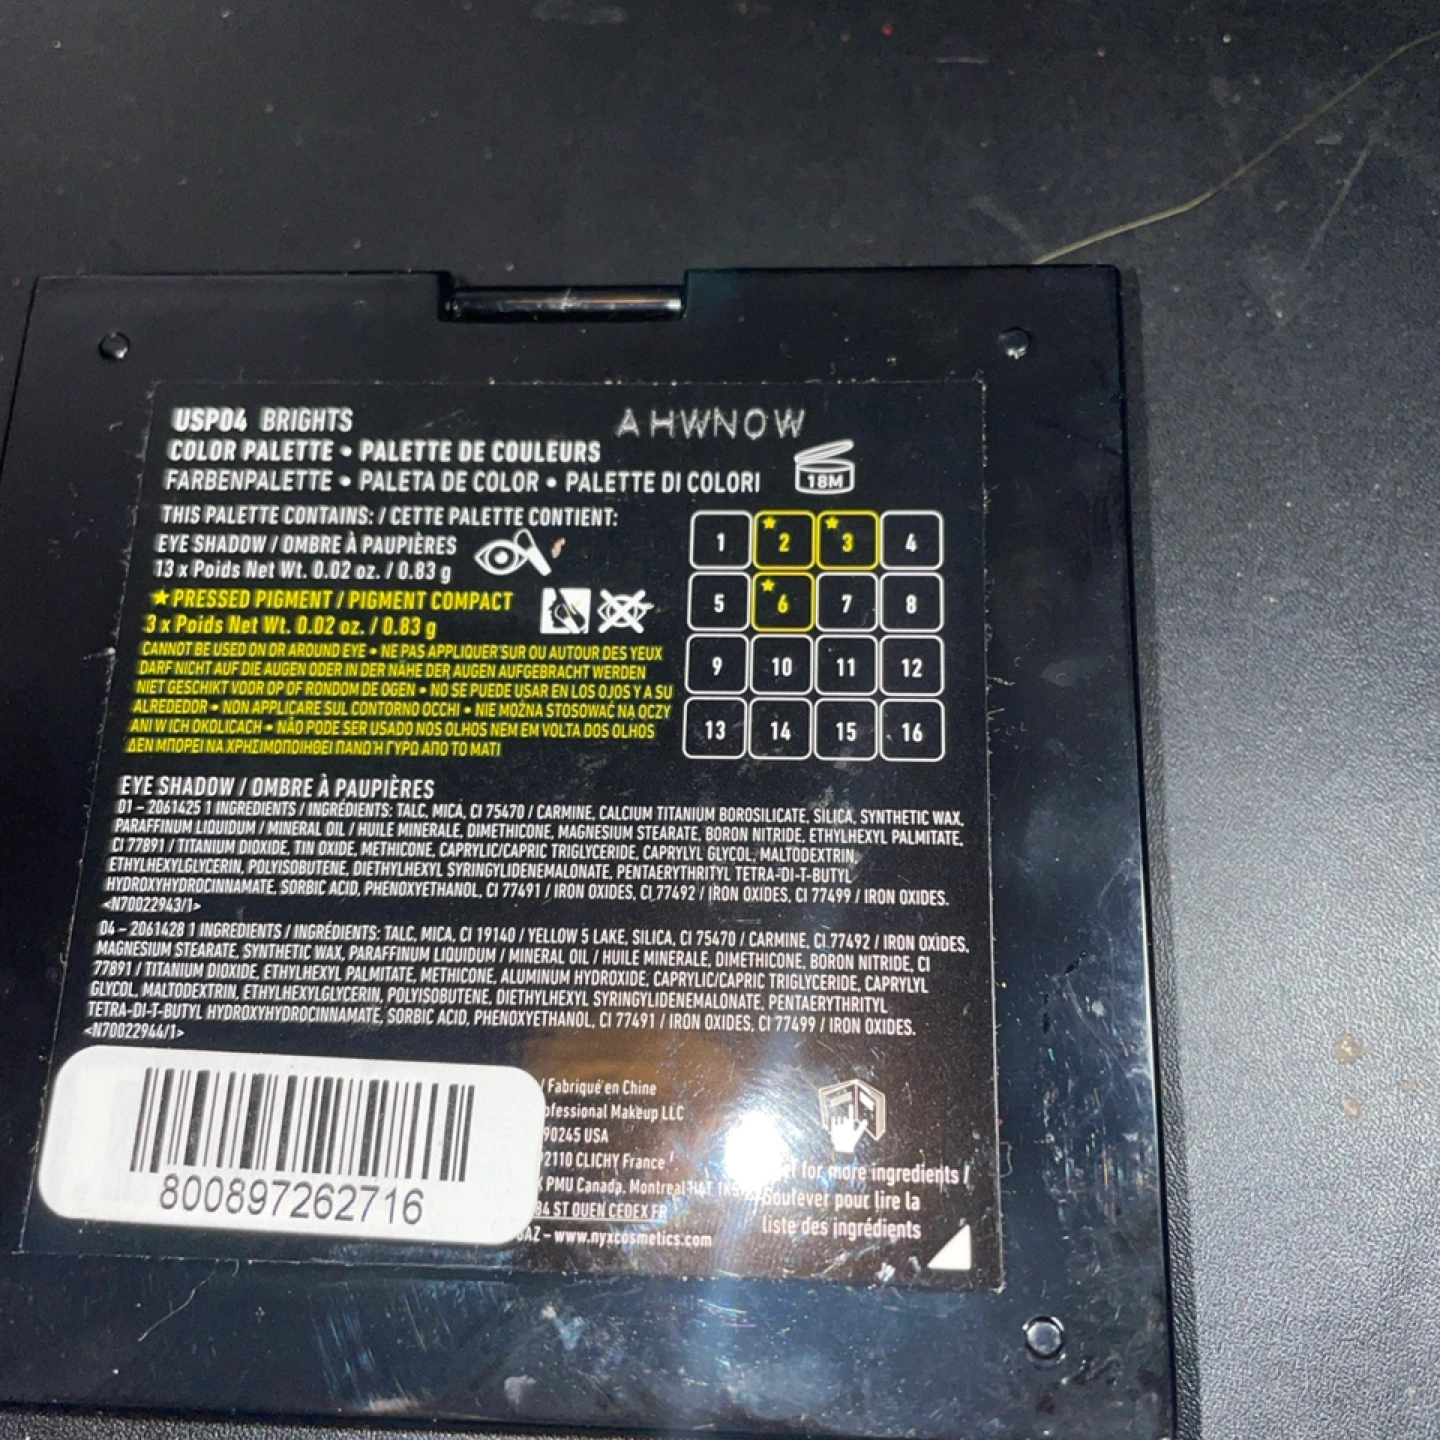 USP04 BRIGHTS
AHWNOW
COLOR PALETTE • PALETTE DE COULEURS
FARBENPALETTE • PALETA DE COLOR • PALETTE DI COLORI
18M
THIS PALETTE CONTAINS: / CETTE PALETTE CONTIENT:
EYE SHADOW / OMBRE À PAUPIÈRES
13 x Poids Net Wt. 0.02 oz. / 0.83 g
★PRESSED PIGMENT / PIGMENT COMPACT
3 x Poids Net Wt. 0.02 oz. / 0.83 g
CANNOT BE USED ON OR AROUND EYE • NE PAS APPLIQUER SUR OU AUTOUR DES YEUX
DARF NICHT AUF DIE AUGEN ODER IN DER NÄHE DER AUGEN AUFGEBRACHT WERDEN
NIET GESCHIKT VOOR OP OF RONDOM DE OGEN • NO SE PUEDE USAR EN LOS OJOS Y A SU
ALREDEDOR • NON APPLICARE SUL CONTORNO OCCHI • NIE MOŻNA STOSOWAĆ NA OCZY
ANI W ICH OKOLICACH • NÃO PODE SER USADO NOS OLHOS NEM EM VOLTA DOS OLHOS
ΔΕΝ ΜΠΟΡΕΙ ΝΑ ΧΡΗΣΙΜΟΠΟΙΗΘΕΙ ΠΑΝΩ Ή ΓΥΡΩ ΑΠΟ ΤΟ ΜΑΤΙ
1 2 3 4
5 6 7 8
9 10 11 12
13 14 15 16
EYE SHADOW / OMBRE À PAUPIÈRES
01 – 2061425 1 INGREDIENTS / INGRÉDIENTS: TALC, MICA, CI 75470 / CARMINE, CALCIUM TITANIUM BOROSILICATE, SILICA, SYNTHETIC WAX,
PARAFFINUM LIQUIDUM / MINERAL OIL / HUILE MINERALE, DIMETHICONE, MAGNESIUM STEARATE, BORON NITRIDE, ETHYLHEXYL PALMITATE,
CI 77891 / TITANIUM DIOXIDE, TIN OXIDE, METHICONE, CAPRYLIC/CAPRIC TRIGLYCERIDE, CAPRYLYL GLYCOL, MALTODEXTRIN,
ETHYLHEXYLGLYCERIN, POLYISOBUTENE, DIETHYLHEXYL SYRINGYLIDENEMALONATE, PENTAERYTHRITYL TETRA-DI-T-BUTYL
HYDROXYHYDROCINNAMATE, SORBIC ACID, PHENOXYETHANOL, CI 77491 / IRON OXIDES, CI 77492 / IRON OXIDES, CI 77499 / IRON OXIDES.
<N70022943/1>
04 – 2061428 1 INGREDIENTS / INGRÉDIENTS: TALC, MICA, CI 19140 / YELLOW 5 LAKE, SILICA, CI 75470 / CARMINE, CI 77492 / IRON OXIDES,
MAGNESIUM STEARATE, SYNTHETIC WAX, PARAFFINUM LIQUIDUM / MINERAL OIL / HUILE MINERALE, DIMETHICONE, BORON NITRIDE, CI
77891 / TITANIUM DIOXIDE, ETHYLHEXYL PALMITATE, METHICONE, ALUMINUM HYDROXIDE, CAPRYLIC/CAPRIC TRIGLYCERIDE, CAPRYLYL
GLYCOL, MALTODEXTRIN, ETHYLHEXYLGLYCERIN, POLYISOBUTENE, DIETHYLHEXYL SYRINGYLIDENEMALONATE, PENTAERYTHRITYL
TETRA-DI-T-BUTYL HYDROXYHYDROCINNAMATE, SORBIC ACID, PHENOXYETHANOL, CI 77491 / IRON OXIDES, CI 77499 / IRON OXIDES.
<N70022944/1>
800897262716
/ Fabriqué en Chine
ofessional Makeup LLC
90245 USA
2110 CLICHY France
PMU Canada, Montreal
84 ST OUEN CEDEX FR
– www.nyxcosmetics.com
for more ingredients /
Soulever pour lire la
liste des ingrédients